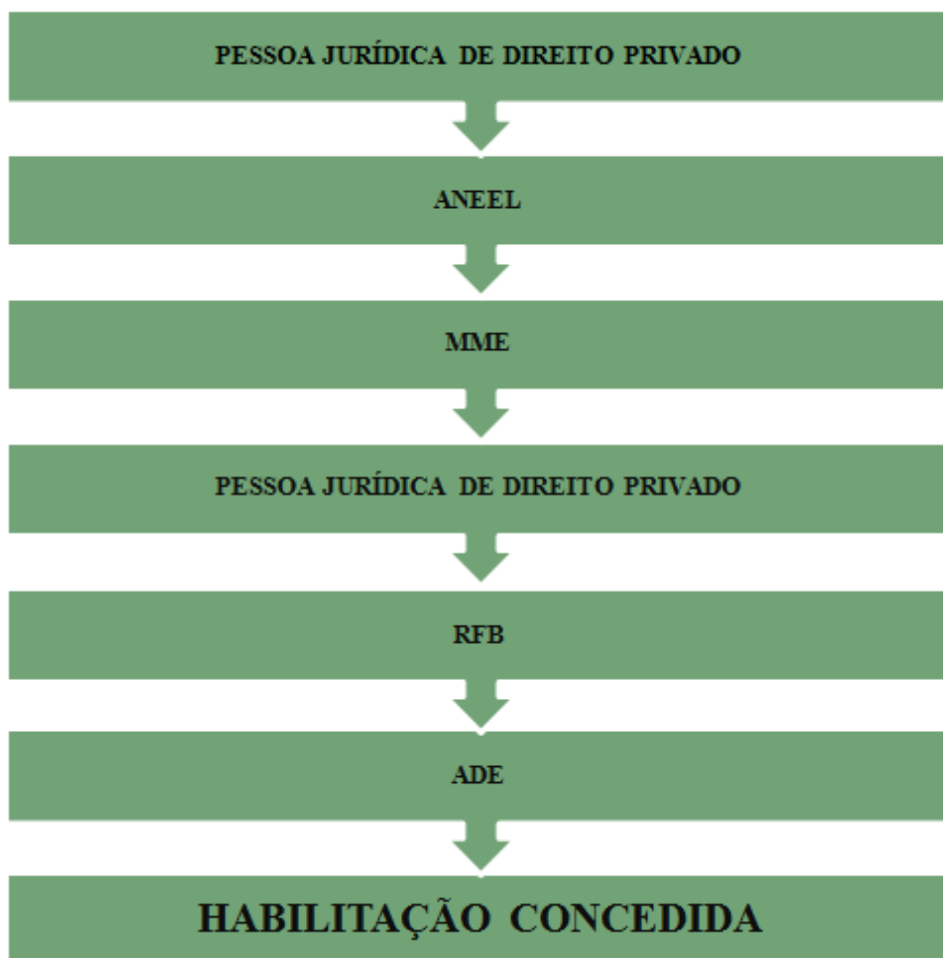 PESSOA JURÍDICA DE DIREITO PRIVADO
ANEEL
MME
PESSOA JURÍDICA DE DIREITO PRIVADO
RFB
ADE
HABILITAÇÃO CONCEDIDA